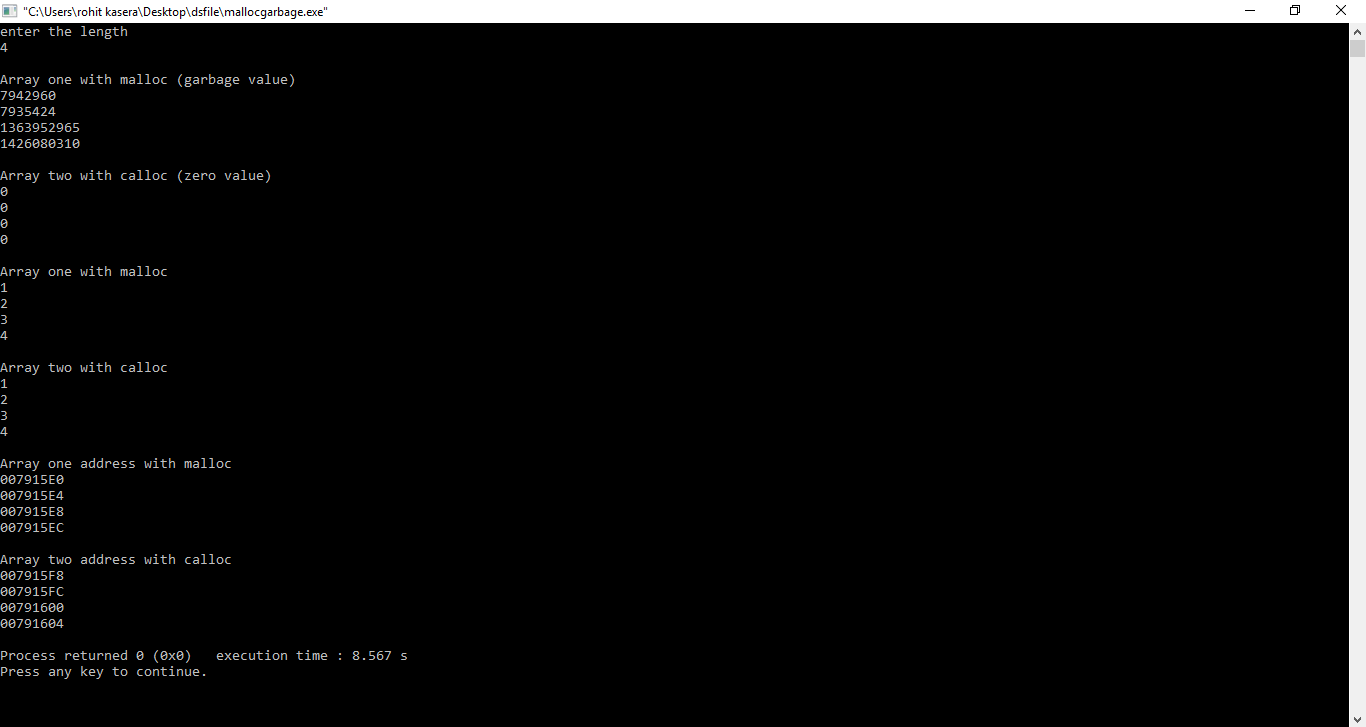 "C:\Users\rohit kasera\Desktop\dsfile\mallocgarbage.exe"
enter the length
4
Array one with malloc (garbage value)
7942960
7935424
1363952965
1426080310
Array two with calloc (zero value)
0
0
0
0
Array one with malloc
1
2
3
4
Array two with calloc
1
2
3
4
Array one address with malloc
007915E0
007915E4
007915E8
007915EC
Array two address with calloc
007915F8
007915FC
00791600
00791604
Process returned 0 (0x0)   execution time : 8.567 s
Press any key to continue.